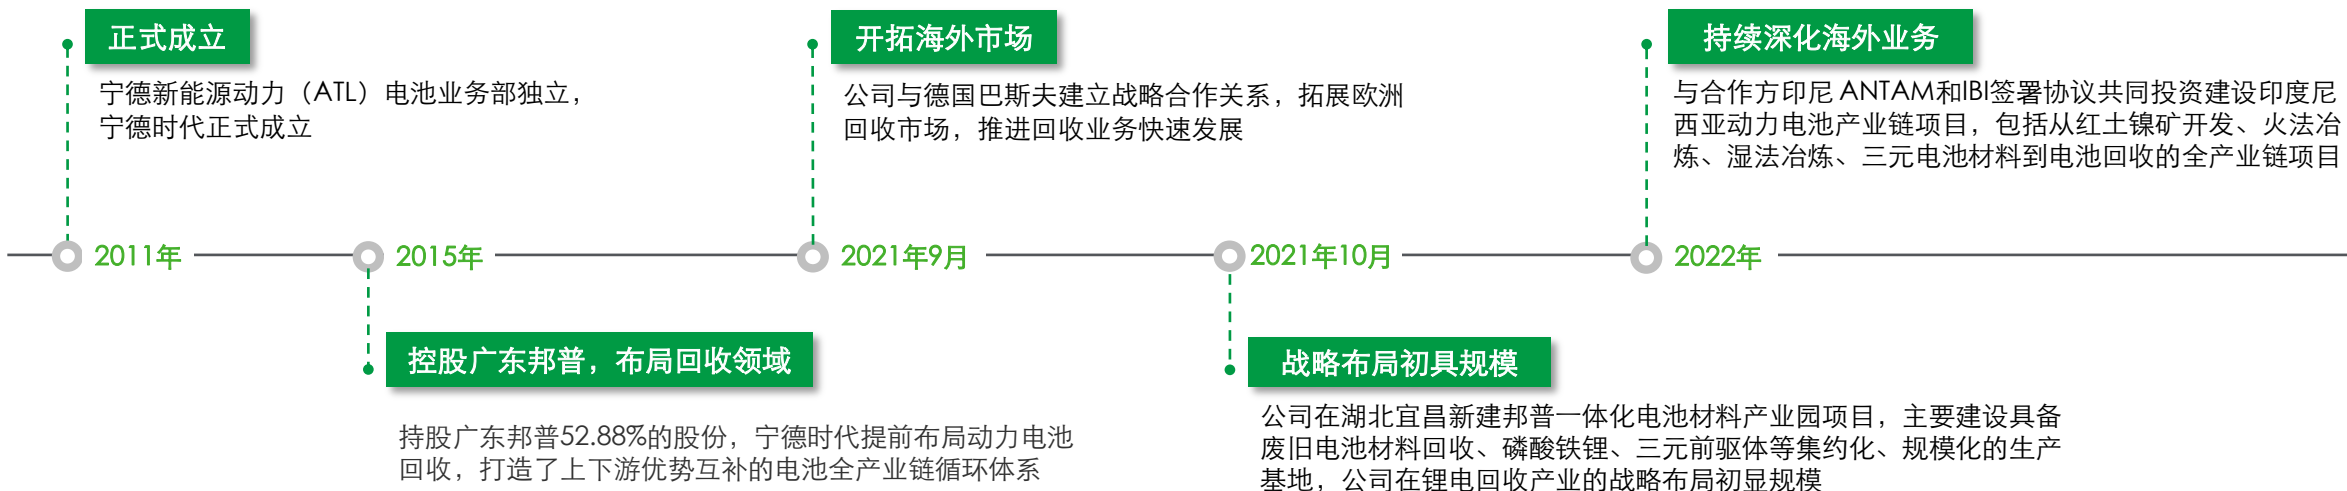 正式成立
宁德新能源动力（ATL）电池业务部独立，
宁德时代正式成立
开拓海外市场
公司与德国巴斯夫建立战略合作关系，拓展欧洲
回收市场，推进回收业务快速发展
持续深化海外业务
与合作方印尼 ANTAM和IBI签署协议共同投资建设印度尼
西亚动力电池产业链项目，包括从红土镍矿开发、火法冶
炼、湿法冶炼、三元电池材料到电池回收的全产业链项目
2011年
2015年
2021年9月
2021年10月
2022年
控股广东邦普，布局回收领域
持股广东邦普52.88%的股份，宁德时代提前布局动力电池
回收，打造了上下游优势互补的电池全产业链循环体系
战略布局初具规模
公司在湖北宜昌新建邦普一体化电池材料产业园项目，主要建设具备
废旧电池材料回收、磷酸铁锂、三元前驱体等集约化、规模化的生产
基地，公司在锂电回收产业的战略布局初显规模